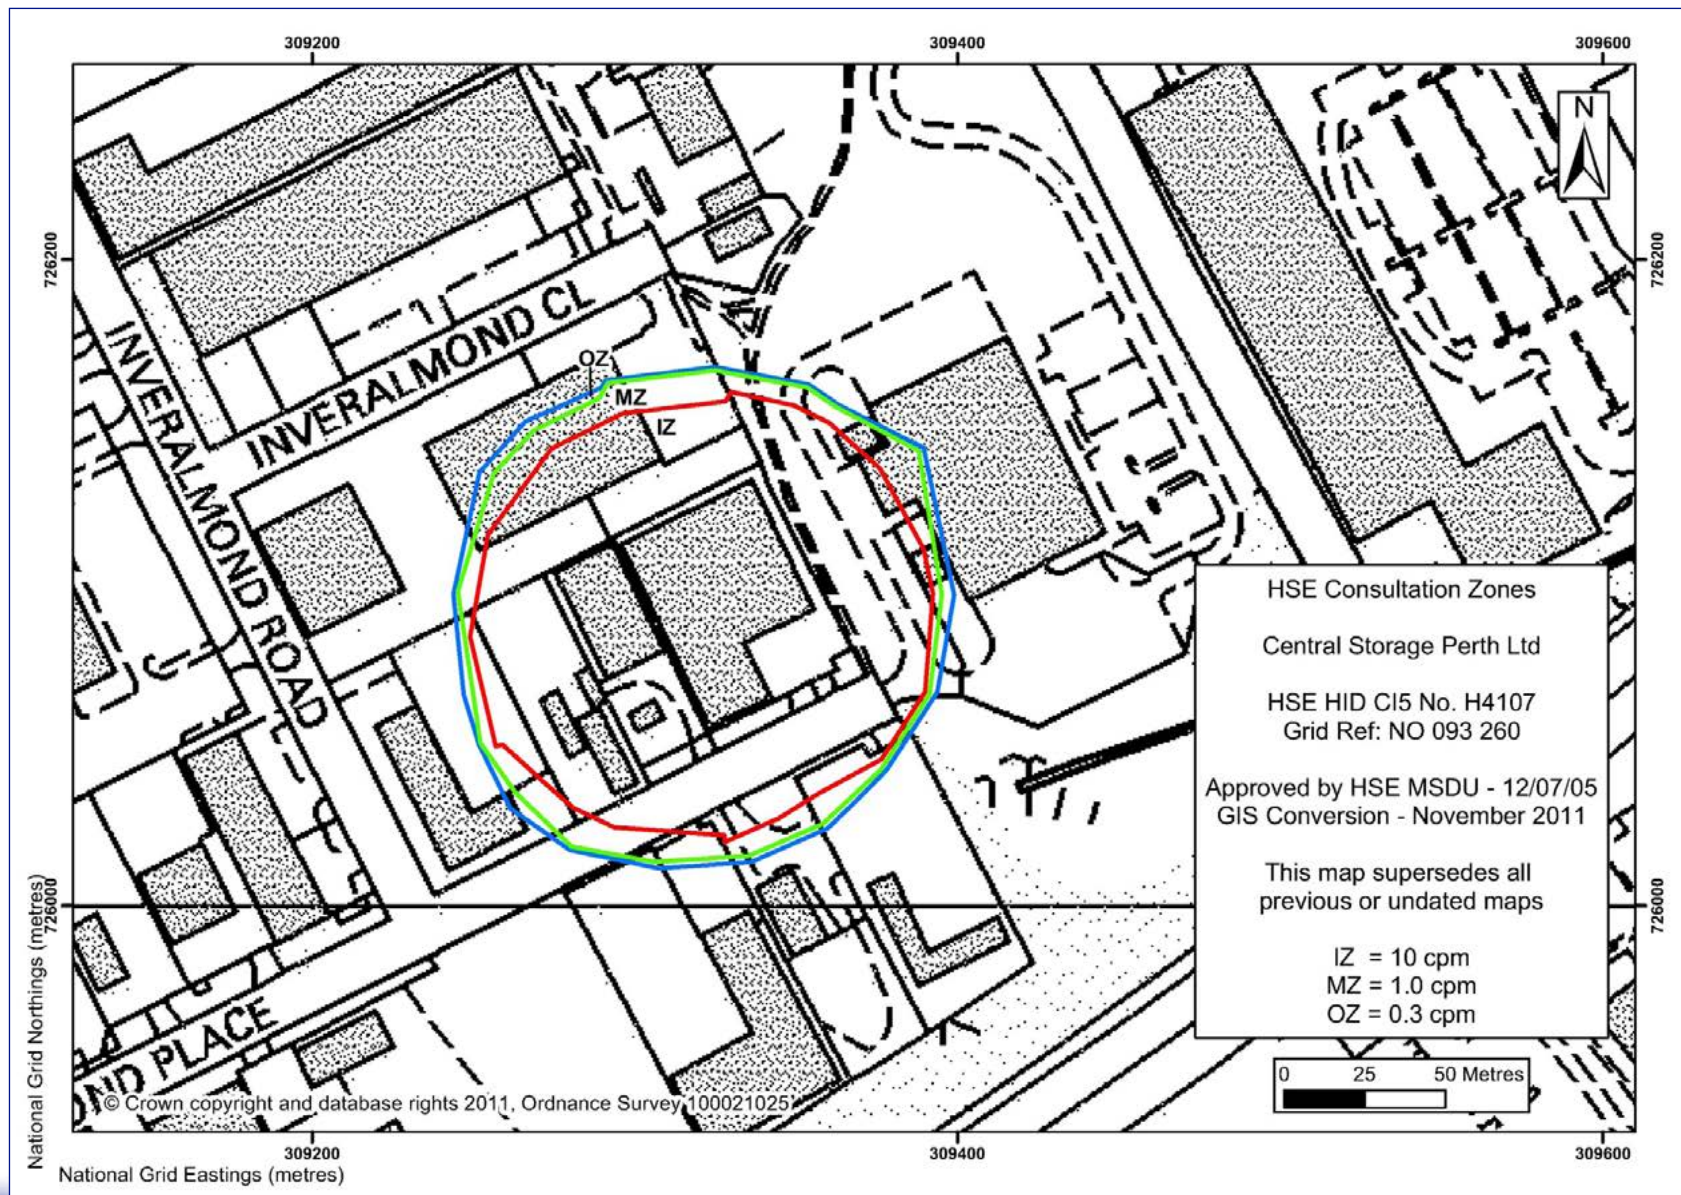 309200
309400
309600
N
726200
726200
INVERALMOND CL
INVERALMOND ROAD
OZ
MZ
IZ
HSE Consultation Zones
Central Storage Perth Ltd
HSE HID CI5 No. H4107
Grid Ref: NO 093 260
Approved by HSE MSDU - 12/07/05
GIS Conversion - November 2011
This map supersedes all
previous or undated maps
IZ = 10 cpm
MZ = 1.0 cpm
OZ = 0.3 cpm
726000
726000
ND PLACE
0 25 50 Metres
© Crown copyright and database rights 2011, Ordnance Survey 100021025
National Grid Northings (metres)
309200
309400
309600
National Grid Eastings (metres)